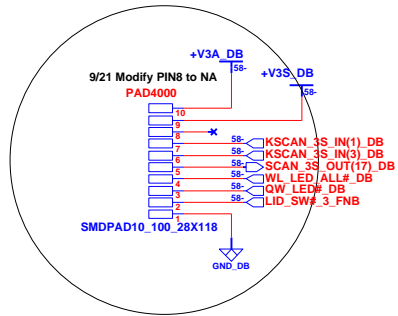 +V3A_DB
58-
+V3S_DB
58-
9/21 Modify PIN8 to NA
PAD4000
10
9
8
7
58-
KSCAN_3S_IN(1)_DB
6
58-
KSCAN_3S_IN(3)_DB
5
58-
SCAN_3S_OUT(17)_DB
4
58-
WL_LED_ALL#_DB
3
58-
QW_LED#_DB
2
58-
LID_SW#_3_FNB
1
SMDPAD10_100_28X118
GND_DB